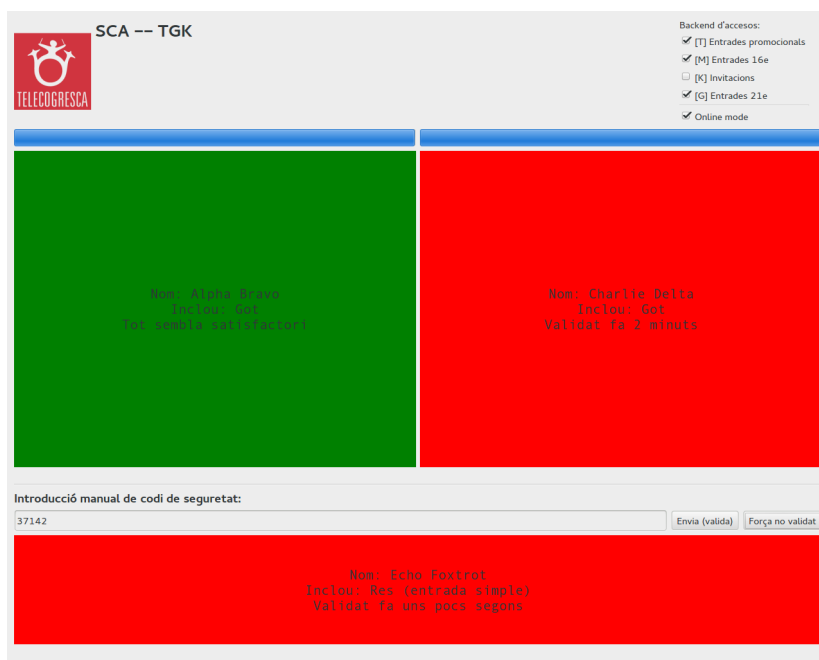 SCA –– TGK
TELECOGRESCA
Backend d'accesos:
[T] Entrades promocionals
[M] Entrades 16e
[K] Invitacions
[G] Entrades 21e
Online mode
Nom: Alpha Bravo
Inclou: Got
Tot sembla satisfactori
Nom: Charlie Delta
Inclou: Got
Validat fa 2 minuts
Introducció manual de codi de seguretat:
37142
Envia (valida)
Força no validat
Nom: Echo Foxtrot
Inclou: Res (entrada simple)
Validat fa uns pocs segons